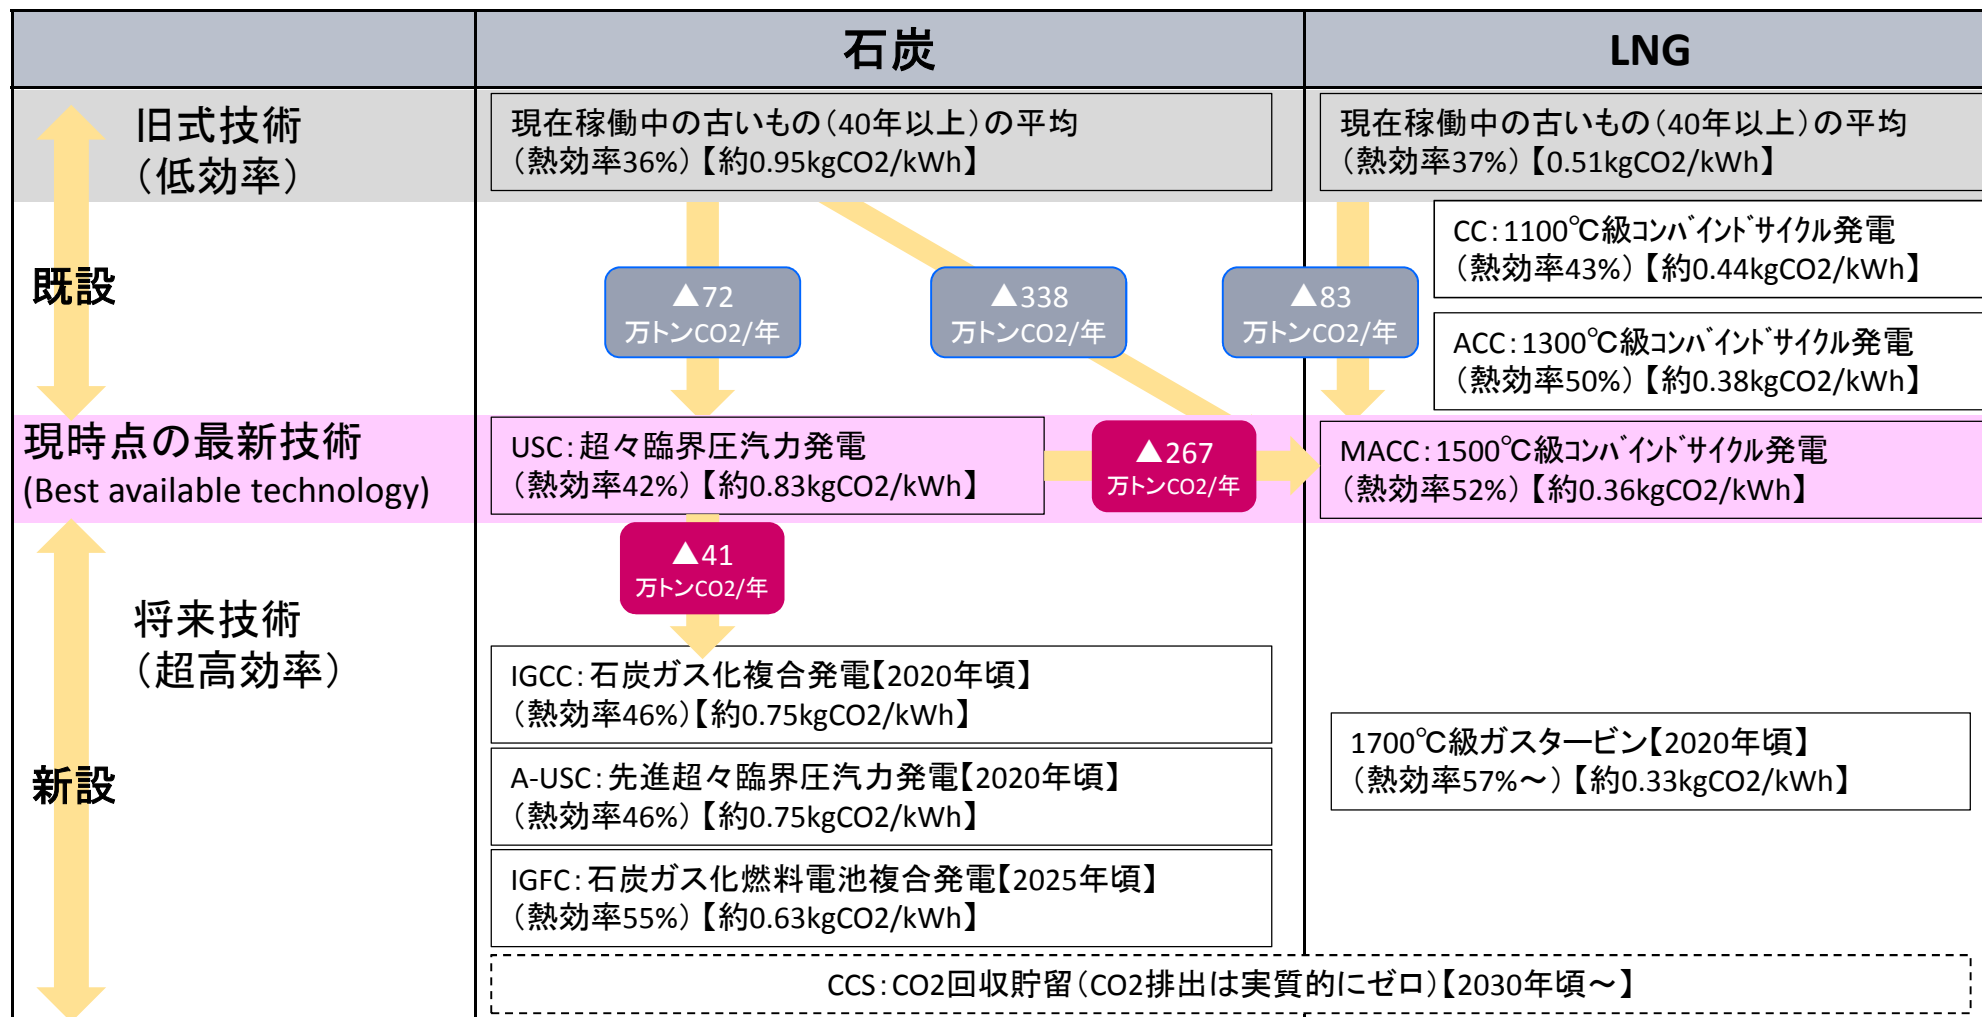 石炭
LNG
旧式技術
（低効率）
現在稼働中の古いもの（40年以上）の平均
（熱効率36%）【約0.95kgCO2/kWh】
現在稼働中の古いもの（40年以上）の平均
（熱効率37%）【0.51kgCO2/kWh】
既設
▲72
万トンCO2/年
▲338
万トンCO2/年
▲83
万トンCO2/年
CC：1100℃級ｺﾝﾊﾞｲﾝﾄﾞｻｲｸﾙ発電
（熱効率43%）【約0.44kgCO2/kWh】
ACC：1300℃級ｺﾝﾊﾞｲﾝﾄﾞｻｲｸﾙ発電
（熱効率50%）【約0.38kgCO2/kWh】
現時点の最新技術
(Best available technology)
USC：超々臨界圧汽力発電
（熱効率42%）【約0.83kgCO2/kWh】
▲267
万トンCO2/年
MACC：1500℃級ｺﾝﾊﾞｲﾝﾄﾞｻｲｸﾙ発電
（熱効率52%）【約0.36kgCO2/kWh】
▲41
万トンCO2/年
将来技術
（超高効率）
新設
IGCC：石炭ガス化複合発電【2020年頃】
（熱効率46%）【約0.75kgCO2/kWh】
A-USC：先進超々臨界圧汽力発電【2020年頃】
（熱効率46%）【約0.75kgCO2/kWh】
IGFC：石炭ガス化燃料電池複合発電【2025年頃】
（熱効率55%）【約0.63kgCO2/kWh】
1700℃級ガスタービン【2020年頃】
（熱効率57%～）【約0.33kgCO2/kWh】
CCS：CO2回収貯留（CO2排出は実質的にゼロ）【2030年頃～】